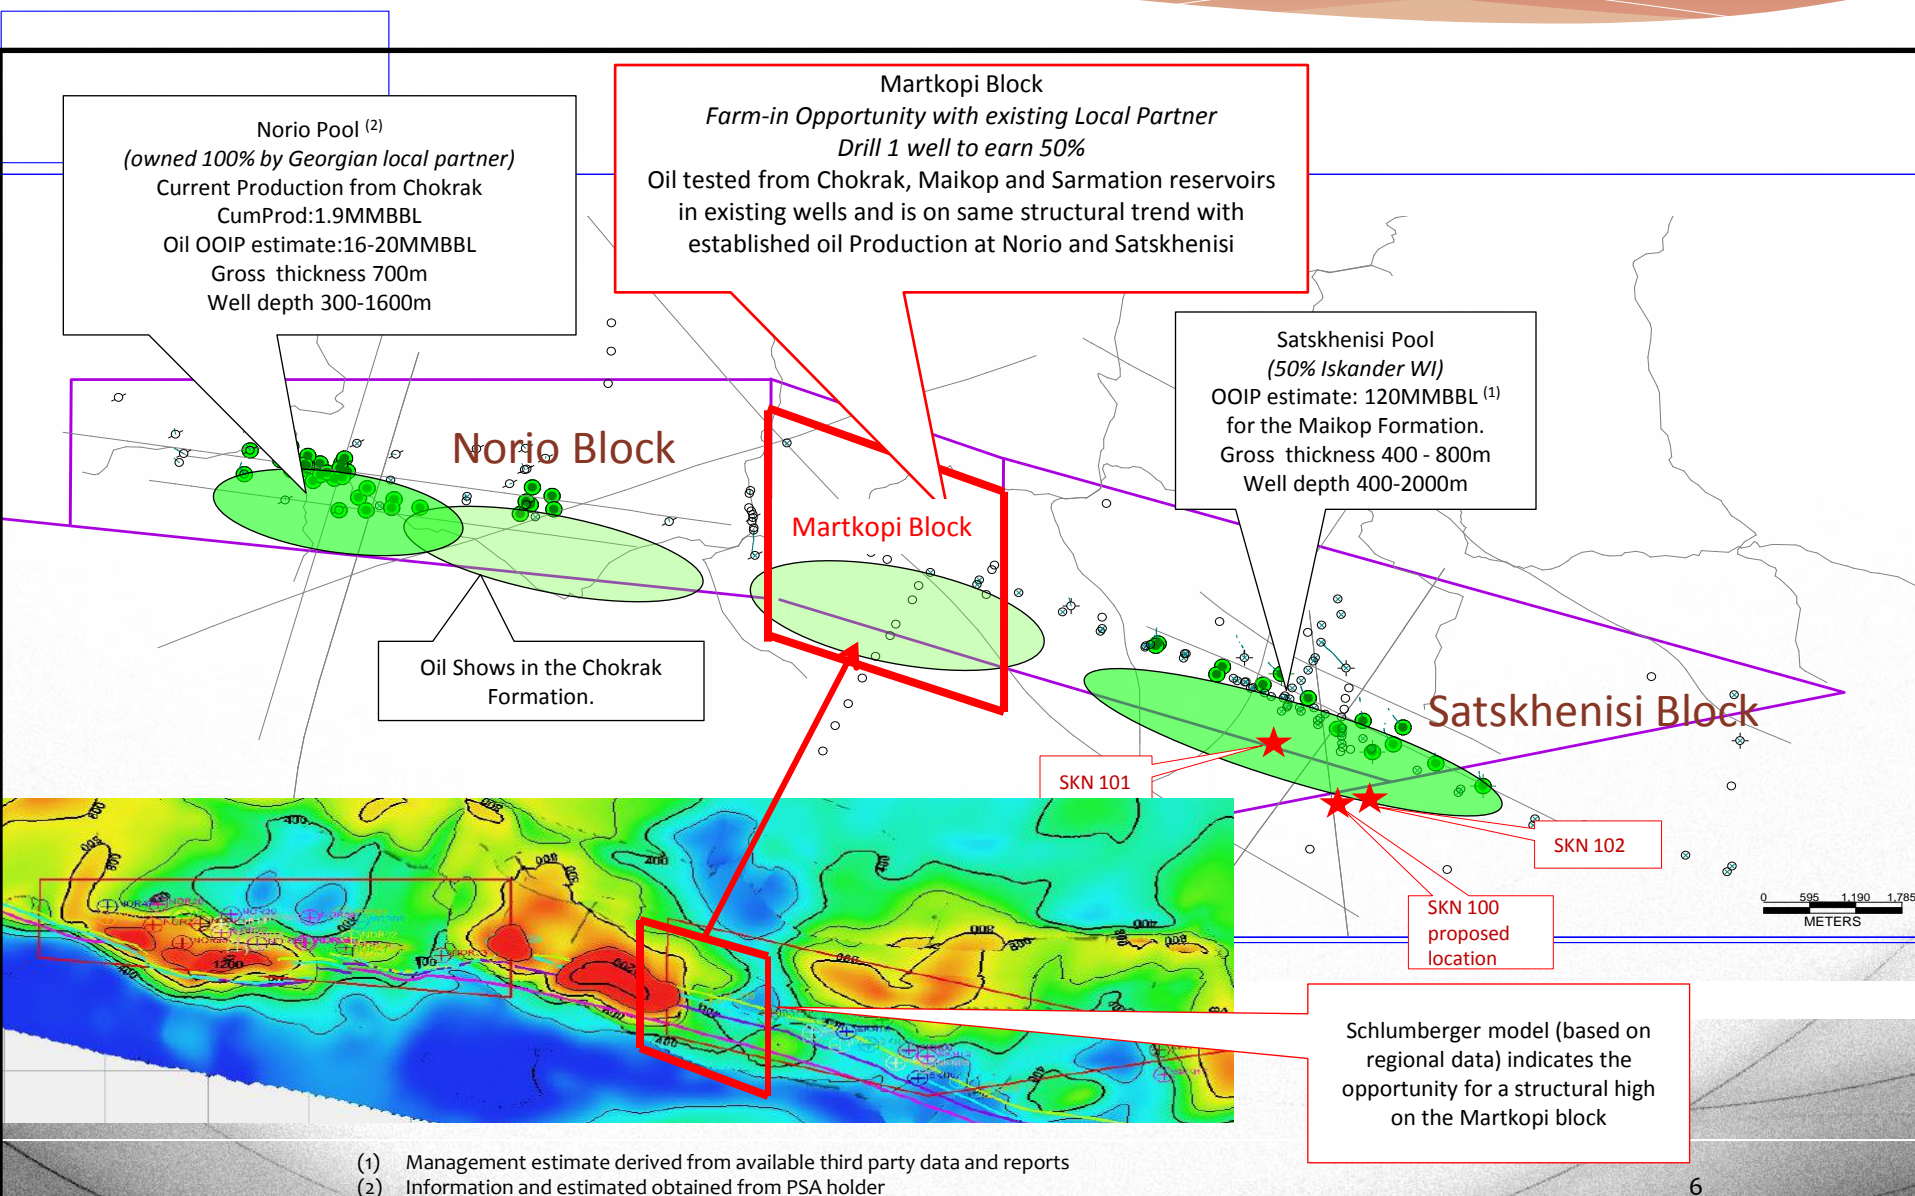 Norio Pool (2)
(owned 100% by Georgian local partner)
Current Production from Chokrak
CumProd:1.9MMBBL
Oil OOIP estimate:16-20MMBBL
Gross thickness 700m
Well depth 300-1600m
Martkopi Block
Farm-in Opportunity with existing Local Partner
Drill 1 well to earn 50%
Oil tested from Chokrak, Maikop and Sarmation reservoirs
in existing wells and is on same structural trend with
established oil Production at Norio and Satskhenisi
Satskhenisi Pool
(50% Iskander WI)
OOIP estimate: 120MMBBL (1)
for the Maikop Formation.
Gross thickness 400 - 800m
Well depth 400-2000m
Norio Block
Martkopi Block
Oil Shows in the Chokrak
Formation.
Satskhenisi Block
SKN 101
SKN 102
SKN 100
proposed
location
0 595 1,190 1,785
METERS
Schlumberger model (based on
regional data) indicates the
opportunity for a structural high
on the Martkopi block
(1) Management estimate derived from available third party data and reports
(2) Information and estimated obtained from PSA holder
6